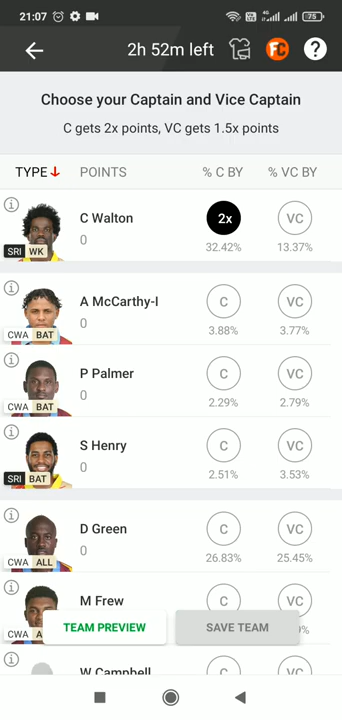 21:07 4G 75
2h 52m left FC ?
Choose your Captain and Vice Captain
C gets 2x points, VC gets 1.5x points
TYPE POINTS % C BY % VC BY
i C Walton 2x VC
0 32.42% 13.37%
SRI WK
i A McCarthy-I C VC
0 3.88% 3.77%
CWA BAT
i P Palmer C VC
0 2.29% 2.79%
CWA BAT
i S Henry C VC
0 2.51% 3.53%
SRI BAT
i D Green C VC
0 26.83% 25.45%
CWA ALL
i M Frew C VC
CWA TEAM PREVIEW SAVE TEAM
i W Campbell C VC